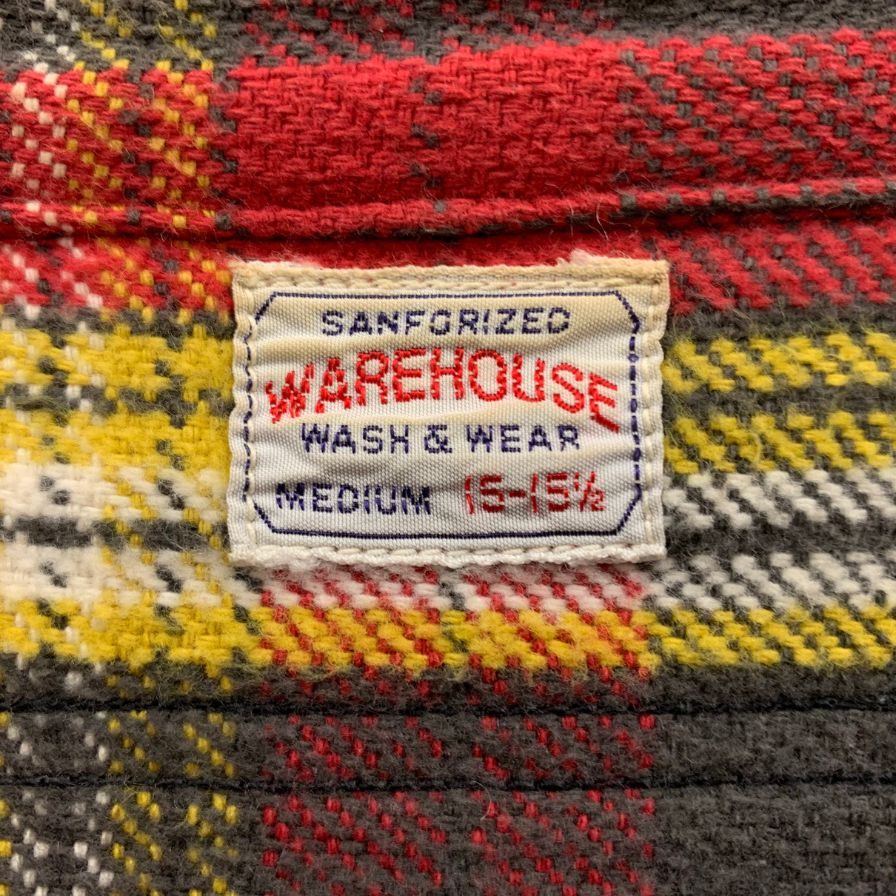 SANFORIZED
WAREHOUSE
WASH & WEAR
MEDIUM 15-15½